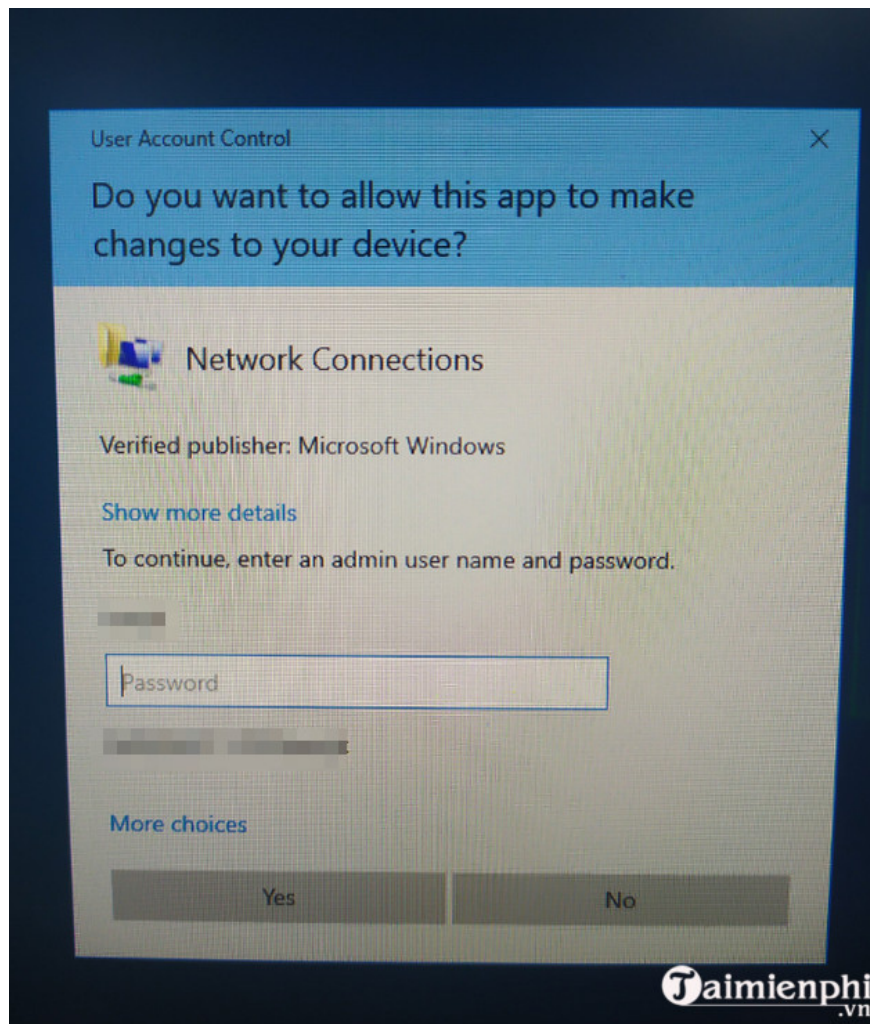 User Account Control
Do you want to allow this app to make
changes to your device?
Network Connections
Verified publisher: Microsoft Windows
Show more details
To continue, enter an admin user name and password.
Password
More choices
Yes
No
Taimienphi
.vn